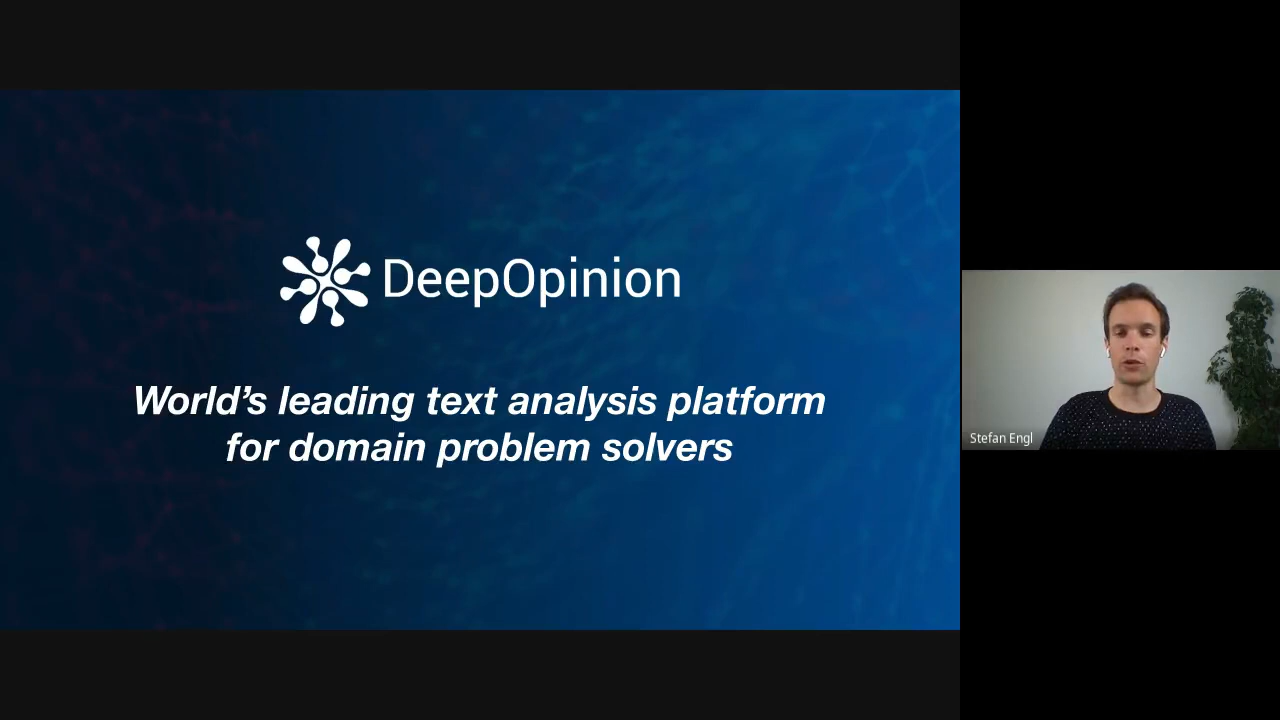 DeepOpinion
World's leading text analysis platform
for domain problem solvers
Stefan Engl